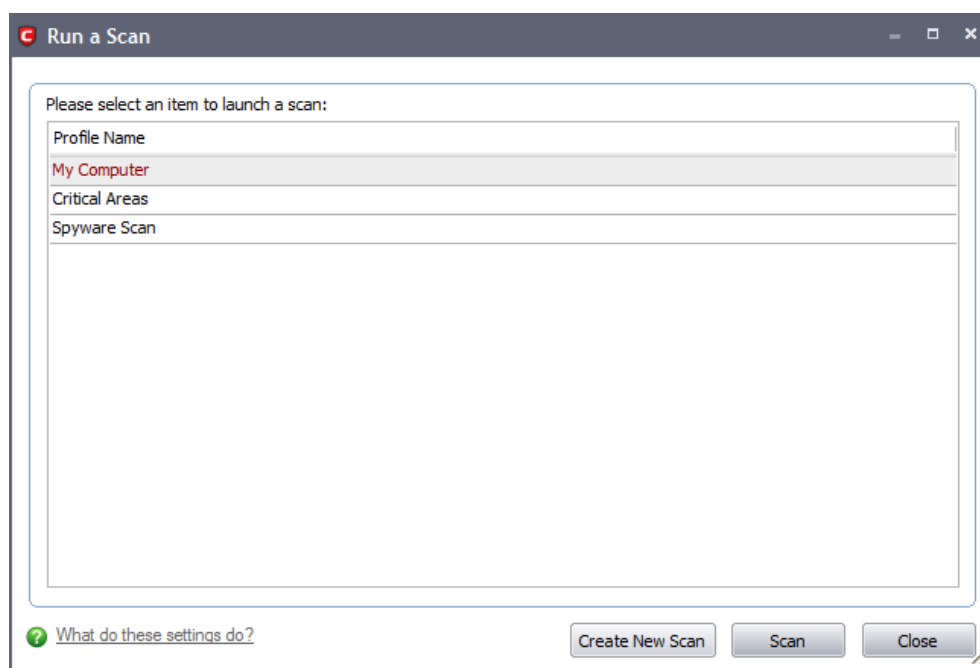 Run a Scan
Please select an item to launch a scan:
Profile Name
My Computer
Critical Areas
Spyware Scan
What do these settings do?
Create New Scan
Scan
Close